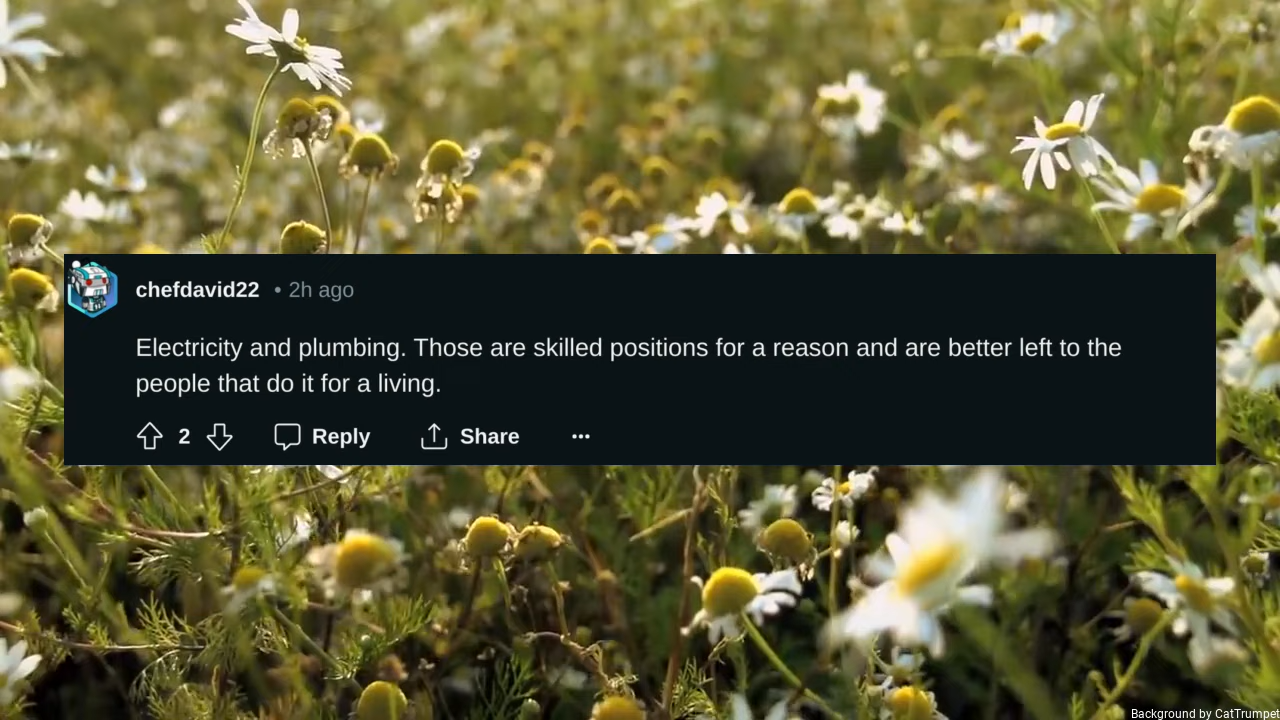 chefdavid22 • 2h ago
Electricity and plumbing. Those are skilled positions for a reason and are better left to the
people that do it for a living.
2 Reply Share ...
Background by CatTrumpet